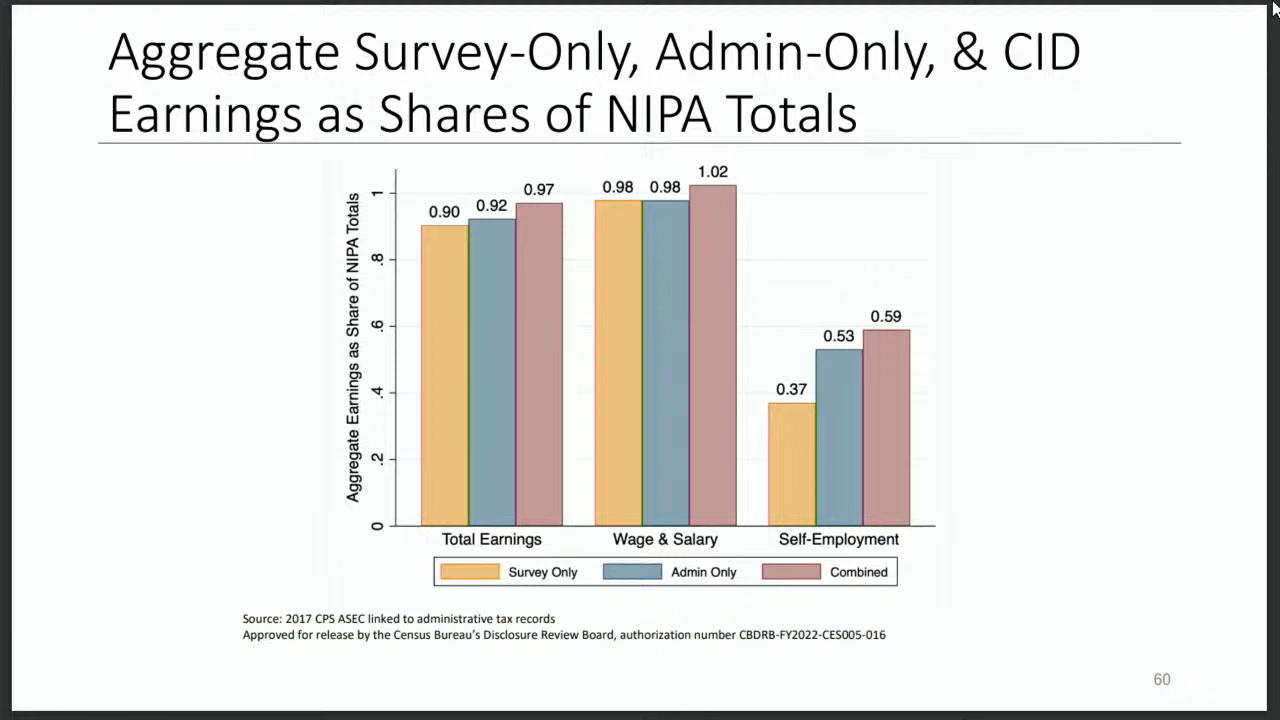 Aggregate Survey-Only, Admin-Only, & CID
Earnings as Shares of NIPA Totals
Aggregate Earnings as Share of NIPA Totals
1
.8
.6
.4
.2
0
0.90
0.92
0.97
0.98
0.98
1.02
0.37
0.53
0.59
Total Earnings
Wage & Salary
Self-Employment
Survey Only
Admin Only
Combined
Source: 2017 CPS ASEC linked to administrative tax records
Approved for release by the Census Bureau's Disclosure Review Board, authorization number CBDRB-FY2022-CES005-016
60